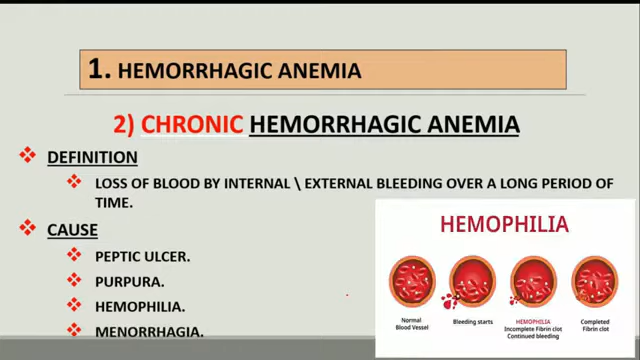 1. HEMORRHAGIC ANEMIA
2) CHRONIC HEMORRHAGIC ANEMIA
DEFINITION
LOSS OF BLOOD BY INTERNAL \ EXTERNAL BLEEDING OVER A LONG PERIOD OF
TIME.
CAUSE
PEPTIC ULCER.
PURPURA.
HEMOPHILIA.
MENORRHAGIA.
HEMOPHILIA
Normal
Blood Vessel
Bleeding starts
HEMOPHILIA
Incomplete Fibrin clot
Continued bleeding
Completed
Fibrin clot